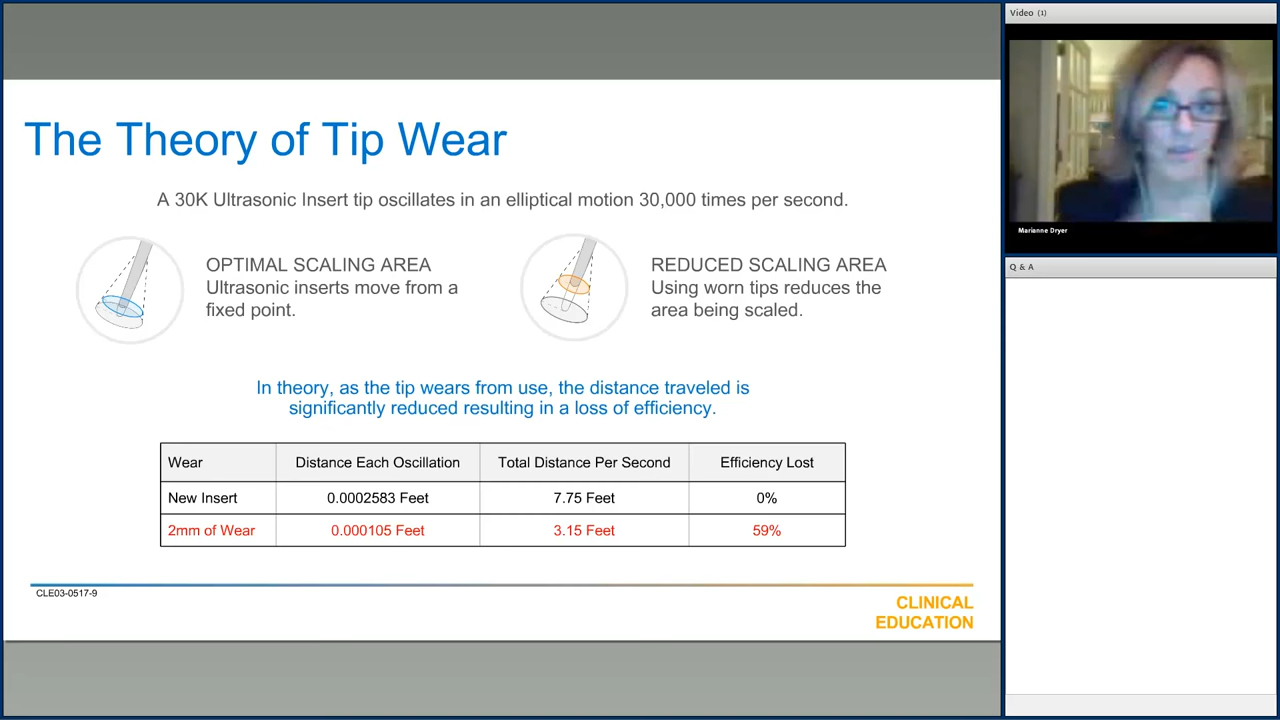 The Theory of Tip Wear
A 30K Ultrasonic Insert tip oscillates in an elliptical motion 30,000 times per second.
OPTIMAL SCALING AREA
Ultrasonic inserts move from a
fixed point.
REDUCED SCALING AREA
Using worn tips reduces the
area being scaled.
In theory, as the tip wears from use, the distance traveled is
significantly reduced resulting in a loss of efficiency.
Wear Distance Each Oscillation Total Distance Per Second Efficiency Lost
New Insert 0.0002583 Feet 7.75 Feet 0%
2mm of Wear 0.000105 Feet 3.15 Feet 59%
CLE03-0517-9
CLINICAL
EDUCATION
Video (1)
Marianne Dryer
Q & A